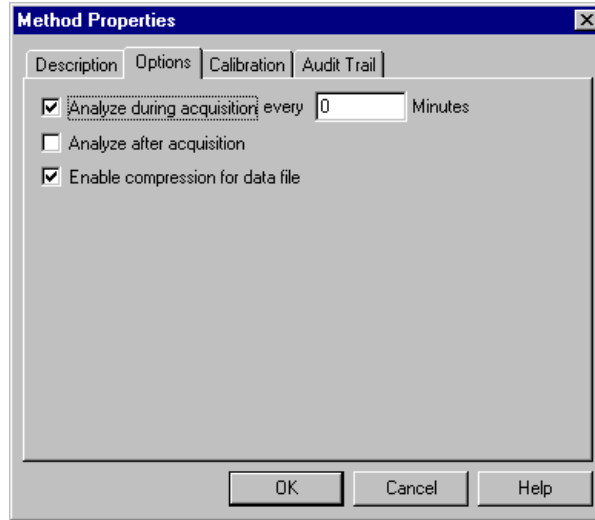 Method Properties
Description Options Calibration Audit Trail
Analyze during acquisition every 0 Minutes
Analyze after acquisition
Enable compression for data file
OK Cancel Help